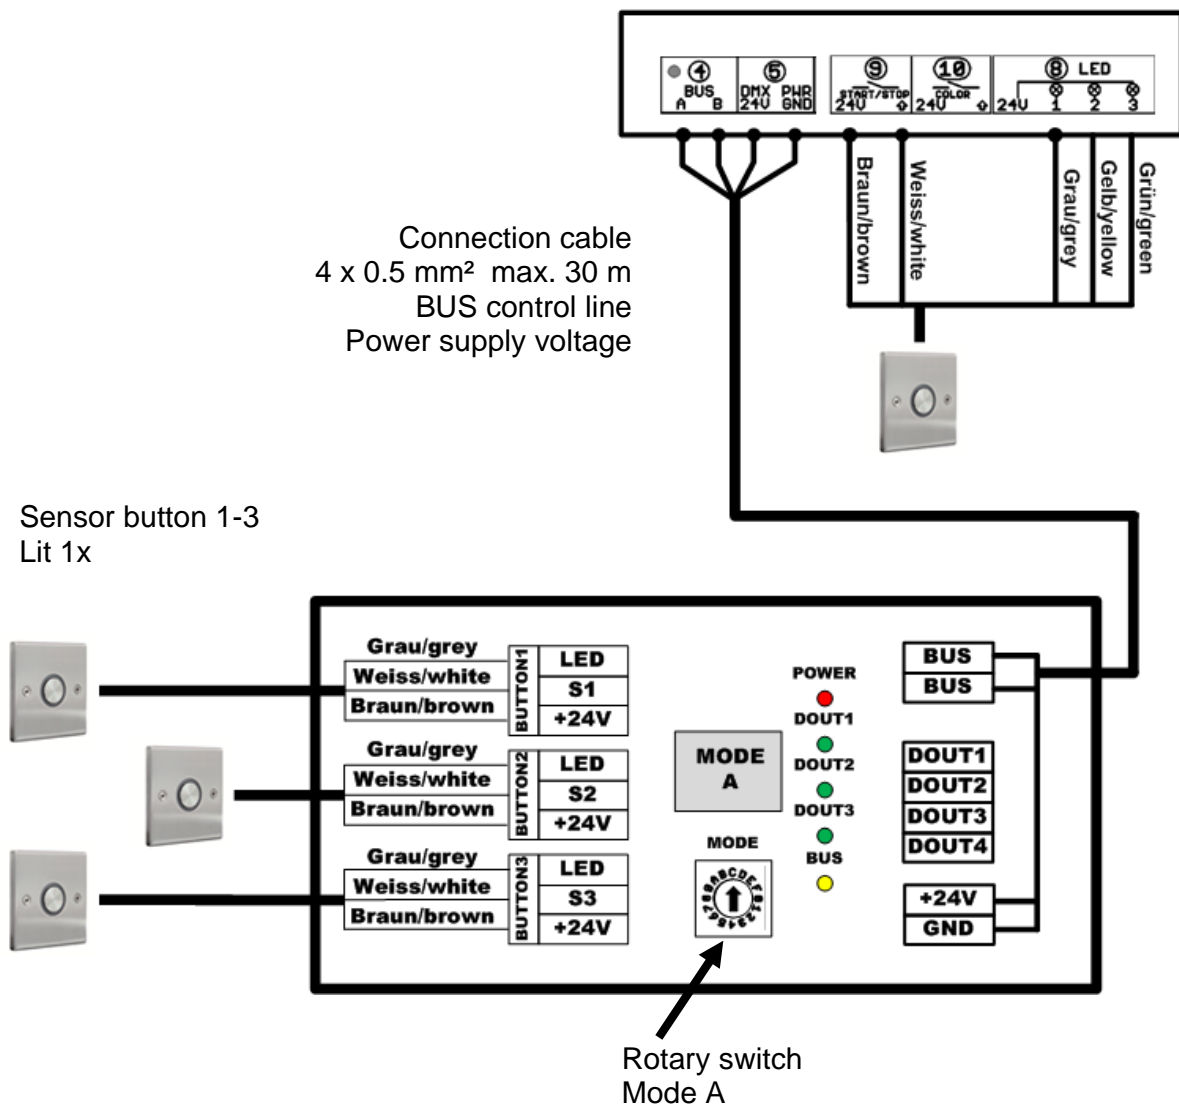 ④ BUS A B
⑤ DMX PWR 24V GND
⑨ START/STOP 24V ⇧
⑩ COLOR 24V ⇧
⑧ LED 24V 1 2 3
Braun/brown
Weiss/white
Grau/grey
Gelb/yellow
Grün/green
Connection cable
4 x 0.5 mm² max. 30 m
BUS control line
Power supply voltage
Sensor button 1-3
Lit 1x
Grau/grey
Weiss/white
Braun/brown
BUTTON1
LED
S1
+24V
Grau/grey
Weiss/white
Braun/brown
BUTTON2
LED
S2
+24V
Grau/grey
Weiss/white
Braun/brown
BUTTON3
LED
S3
+24V
MODE
A
MODE
POWER
DOUT1
DOUT2
DOUT3
BUS
BUS
BUS
DOUT1
DOUT2
DOUT3
DOUT4
+24V
GND
Rotary switch
Mode A